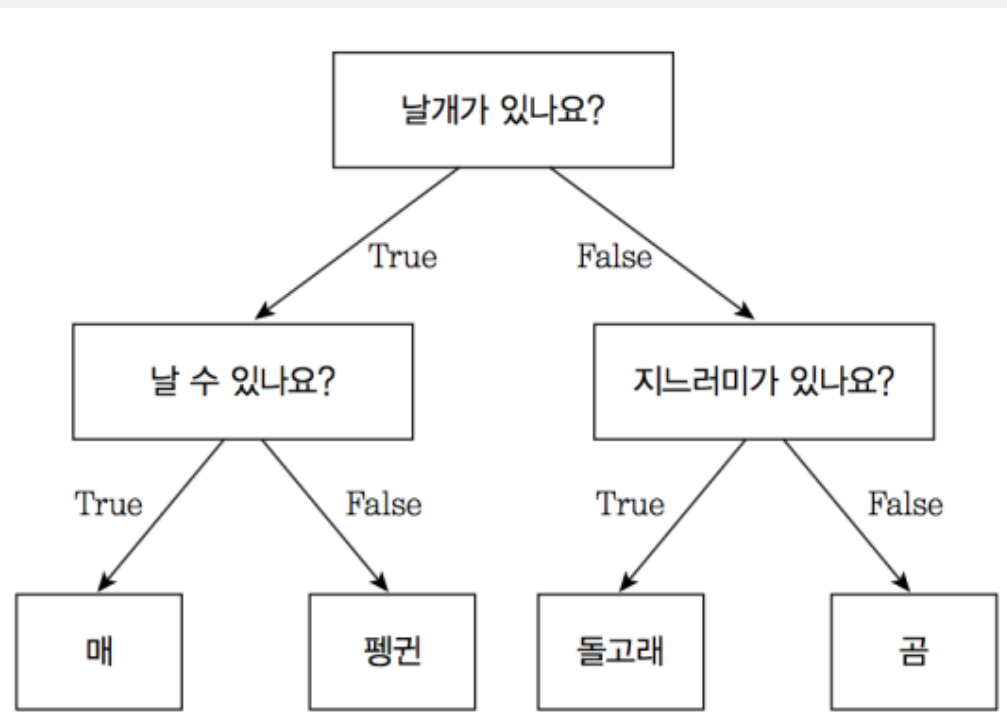 날개가 있나요?
True
False
날 수 있나요?
지느러미가 있나요?
True
False
True
False
매
펭귄
돌고래
곰